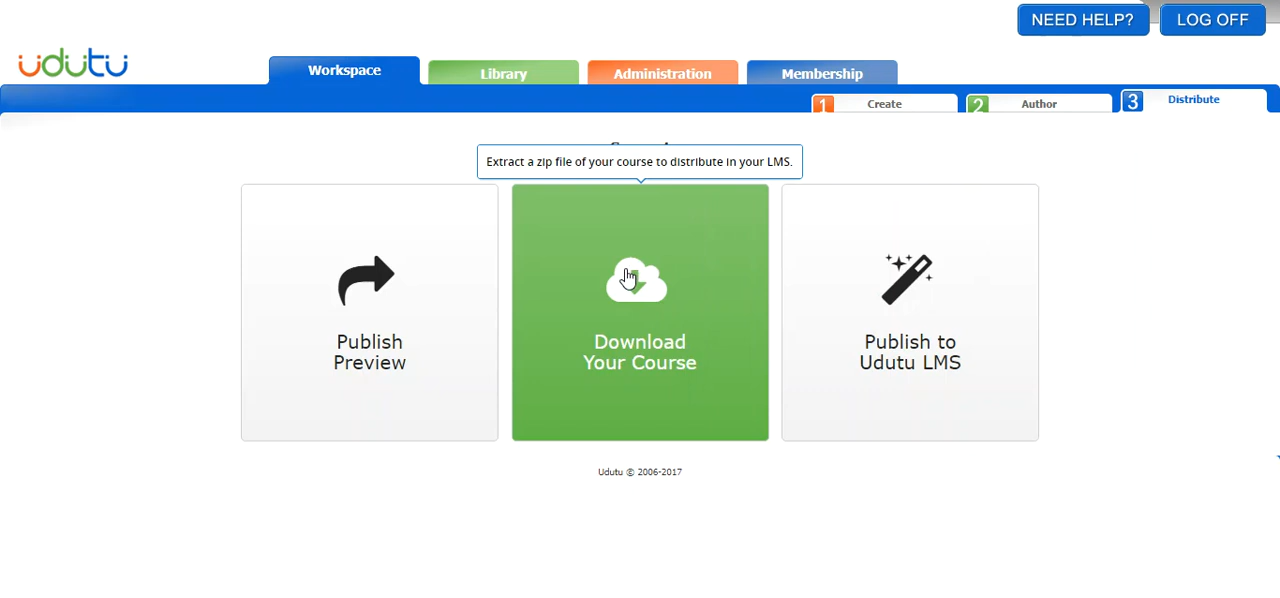 NEED HELP?
LOG OFF
udutu
Workspace
Library
Administration
Membership
1 Create
2 Author
3 Distribute
Extract a zip file of your course to distribute in your LMS.
Publish
Preview
Download
Your Course
Publish to
Udutu LMS
Udutu © 2006-2017